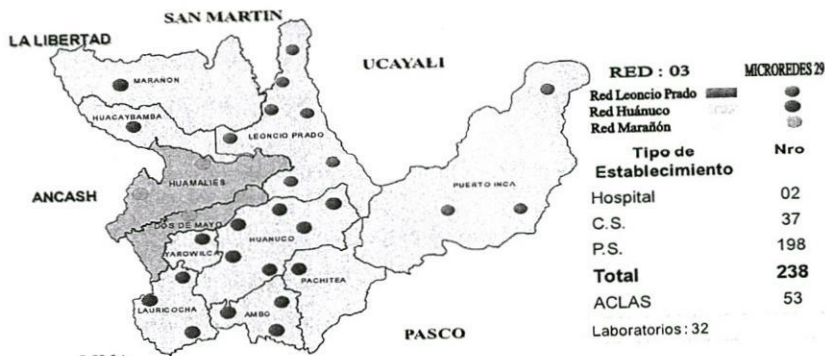 SAN MARTIN
LA LIBERTAD
UCAYALI
MARAÑON
HUACAYBAMBA
LEONCIO PRADO
ANCASH
HUAMALIES
PUERTO INCA
DOS DE MAYO
YAROWILCA
HUANUCO
PACHITEA
LAURICOCHA
AMBO
PASCO
RED : 03 MICROREDES 29
Red Leoncio Prado
Red Huánuco
Red Marañón
Tipo de Nro
Establecimiento
Hospital 02
C.S. 37
P.S. 198
Total 238
ACLAS 53
Laboratorios : 32